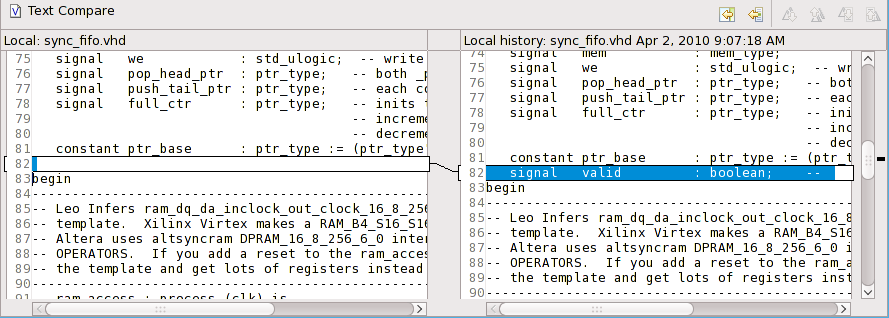 Text Compare
Local: sync_fifo.vhd
75 signal we : std_ulogic; -- write
76 signal pop_head_ptr : ptr_type; -- both _p
77 signal push_tail_ptr : ptr_type; -- each co
78 signal full_ctr : ptr_type; -- inits
79 -- increme
80 -- decreme
81 constant ptr_base : ptr_type := (ptr_type
82
83 begin
84 --------------------------------------------------
85 -- Leo Infers ram_dq_da_inclock_out_clock_16_8_256
86 -- template. Xilinx Virtex makes a RAM_B4_S16_S16
87 -- Altera uses altsyncram DPRAM_16_8_256_6_0 inter
88 -- OPERATORS. If you add a reset to the ram_acces
89 -- the template and get lots of registers instead
90 --------------------------------------------------
91 ram_access : process (clk) is
Local history: sync_fifo.vhd Apr 2, 2010 9:07:18 AM
74 signal mem : mem_type;
75 signal we : std_ulogic; -- wr
76 signal pop_head_ptr : ptr_type; -- bot
77 signal push_tail_ptr : ptr_type; -- eac
78 signal full_ctr : ptr_type; -- ini
79 -- inc
80 -- dec
81 constant ptr_base : ptr_type := (ptr_t
82 signal valid : boolean; --
83 begin
84 -----------------------------------------------
85 -- Leo Infers ram_dq_da_inclock_out_clock_16_8
86 -- template. Xilinx Virtex makes a RAM_B4_S16
87 -- Altera uses altsyncram DPRAM_16_8_256_6_0 i
88 -- OPERATORS. If you add a reset to the ram_a
89 -- the template and get lots of registers inst
90 -----------------------------------------------